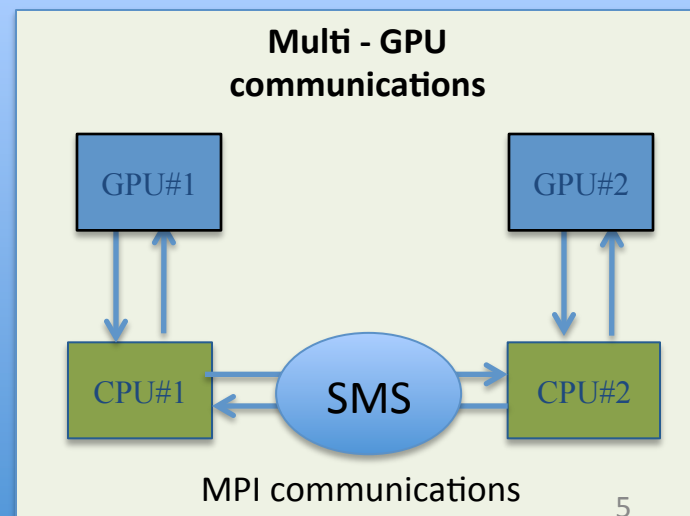 Multi - GPU
communications
GPU#1
GPU#2
CPU#1
SMS
CPU#2
MPI communications
5